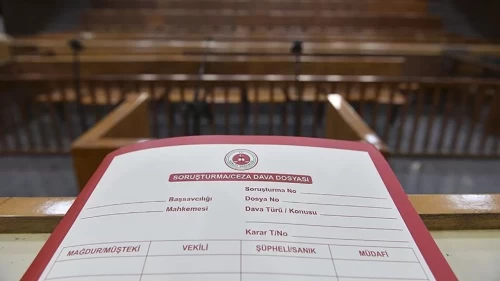 SORUŞTURMA/CEZA DAVA DOSYASI
Soruşturma No
Başsavcılığı Dosya No
Mahkemesi Dava Türü / Konusu
Karar T/No
MAĞDUR/MÜŞTEKİ VEKİLİ ŞÜPHELİ/SANIK MÜDAFİ